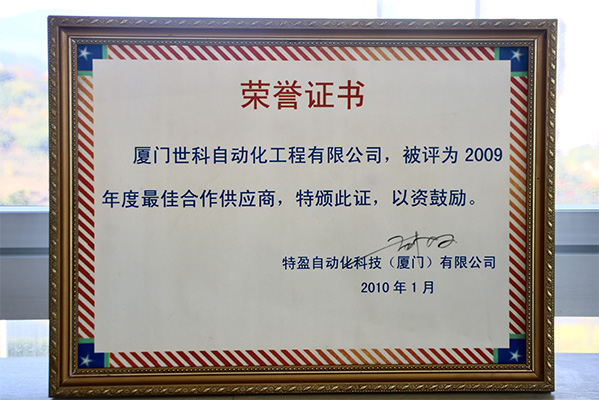 荣誉证书
厦门世科自动化工程有限公司，被评为 2009
年度最佳合作供应商，特颁此证，以资鼓励。
特盈自动化科技（厦门）有限公司
2010 年 1 月